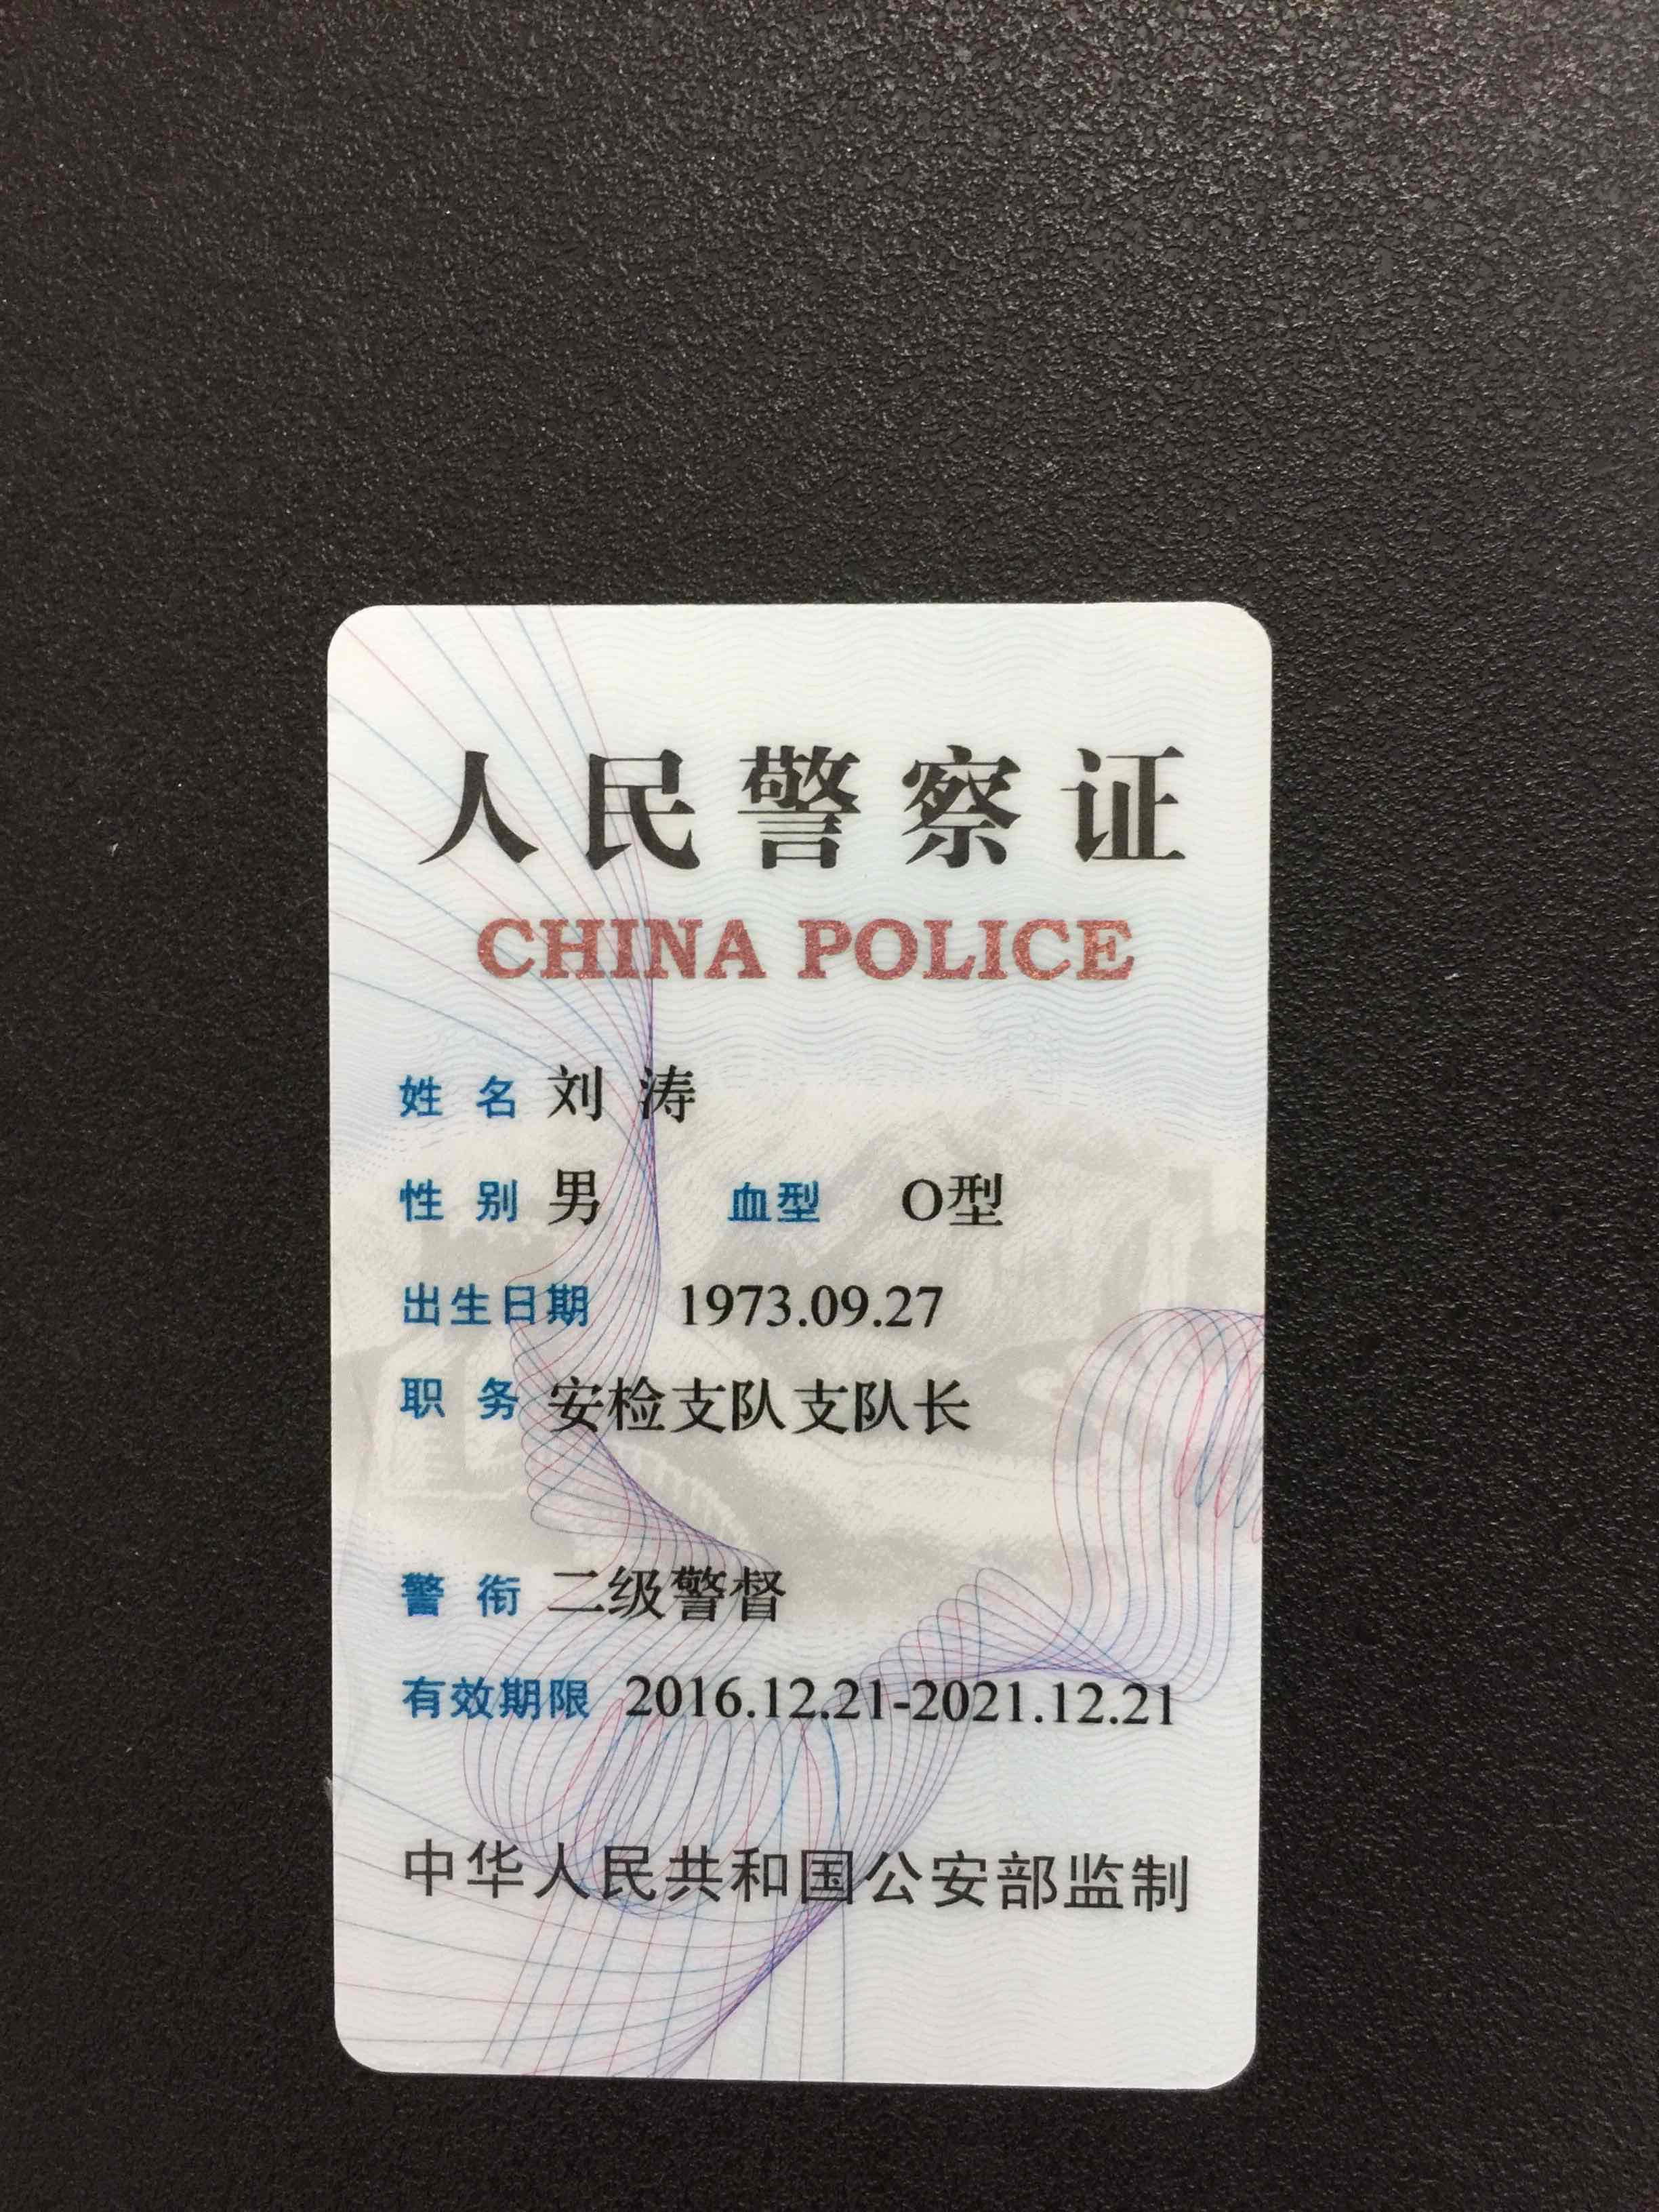 人民警察证
CHINA POLICE
姓 名 刘 涛
性 别 男 血型 O型
出生日期 1973.09.27
职 务 安检支队支队长
警 衔 二级警督
有效期限 2016.12.21-2021.12.21
中华人民共和国公安部监制